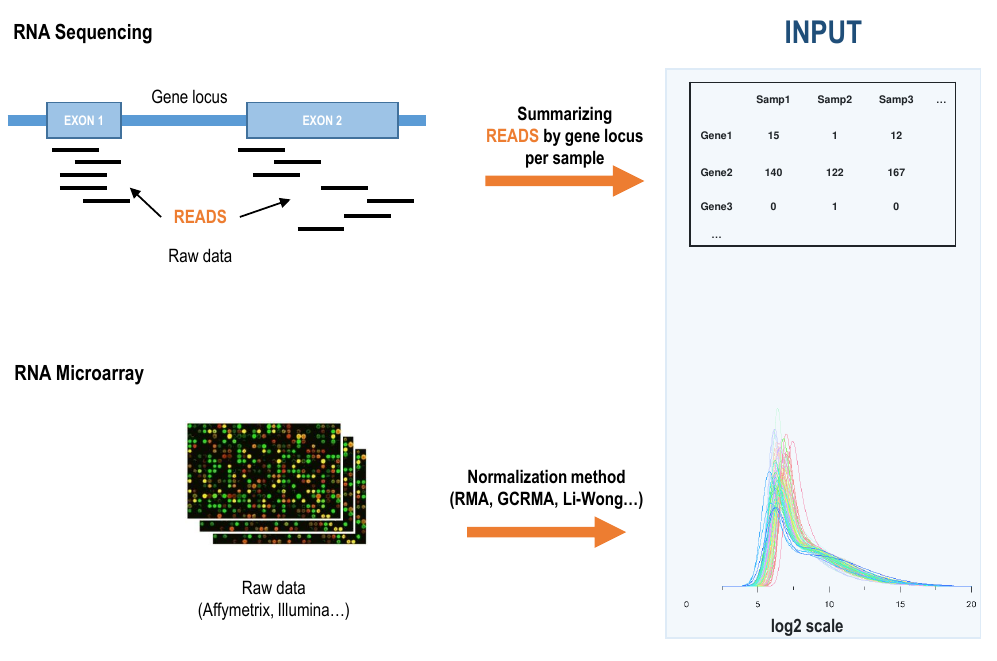 RNA Sequencing
INPUT
Gene locus
EXON 1
EXON 2
READS
Raw data
Summarizing
READS by gene locus
per sample
Samp1 Samp2 Samp3 ...
Gene1 15 1 12
Gene2 140 122 167
Gene3 0 1 0
...
RNA Microarray
Raw data
(Affymetrix, Illumina…)
Normalization method
(RMA, GCRMA, Li-Wong…)
0 5 10 15 20
log2 scale